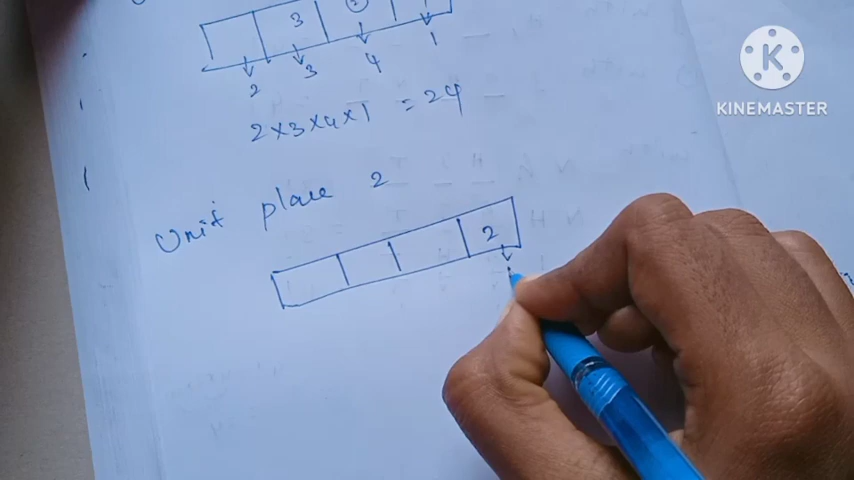 3
2 3 4 1
2×3×4×1 = 24
Unit place 2
2
K
KINEMASTER